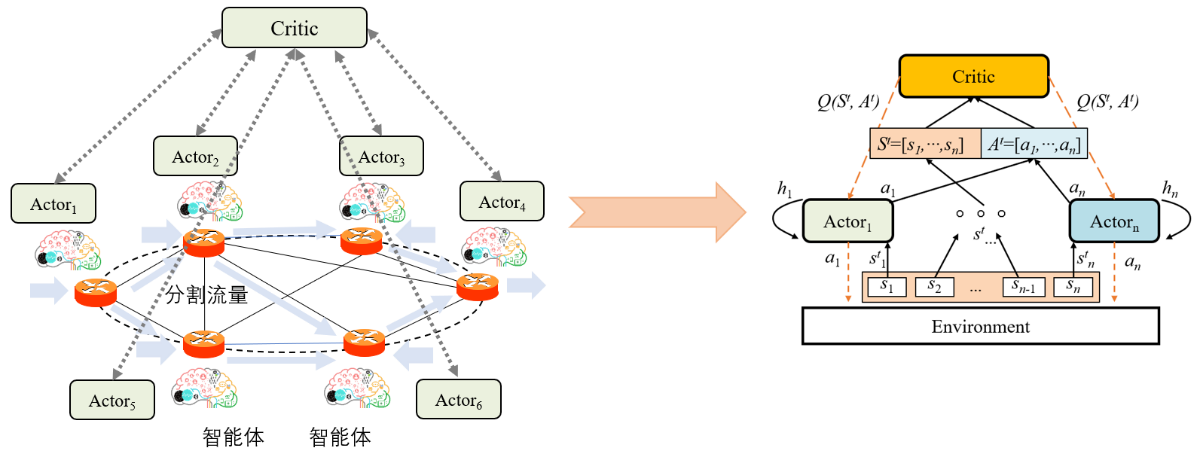 Critic
Actor2
Actor3
Actor1
Actor4
分割流量
Actor5
Actor6
智能体
智能体
Critic
Q(Sᵗ, Aᵗ)
Q(Sᵗ, Aᵗ)
Sᵗ=[s₁,⋯,sₙ]
Aᵗ=[a₁,⋯,aₙ]
h₁
a₁
aₙ
hₙ
Actor₁
Actorₙ
sᵗ...
a₁
sᵗ₁
sᵗₙ
aₙ
s₁
s₂
...
sₙ₋₁
sₙ
Environment